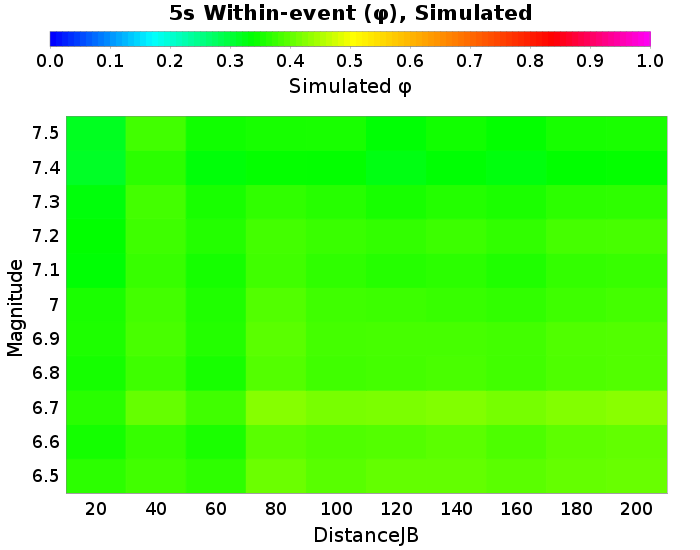 5s Within-event (φ), Simulated
0.0 0.1 0.2 0.3 0.4 0.5 0.6 0.7 0.8 0.9 1.0
Simulated φ
7.5
7.4
7.3
7.2
7.1
7
6.9
6.8
6.7
6.6
6.5
Magnitude
20 40 60 80 100 120 140 160 180 200
DistanceJB